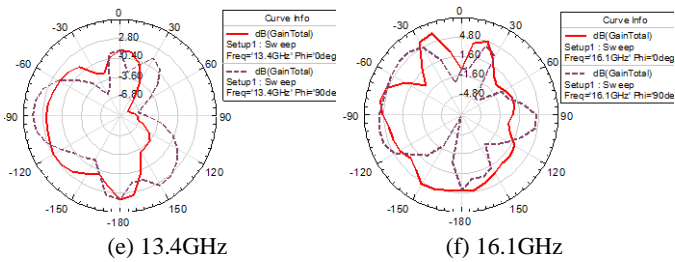 0
-30
30
2.80
-0.40
-60
60
-3.60
-6.80
-90
90
-120
120
-150
150
-180
Curve Info
dB(GainTotal)
Setup1 : Sweep
Freq='13.4GHz' Phi='0deg'
dB(GainTotal)
Setup1 : Sweep
Freq='13.4GHz' Phi='90deg'
(e) 13.4GHz
0
-30
30
4.80
1.60
-60
60
-1.60
-4.80
-90
90
-120
120
-150
150
-180
Curve Info
dB(GainTotal)
Setup1 : Sweep
Freq='16.1GHz' Phi='0deg
dB(GainTotal)
Setup1 : Sweep
Freq='16.1GHz' Phi='90deg
(f) 16.1GHz